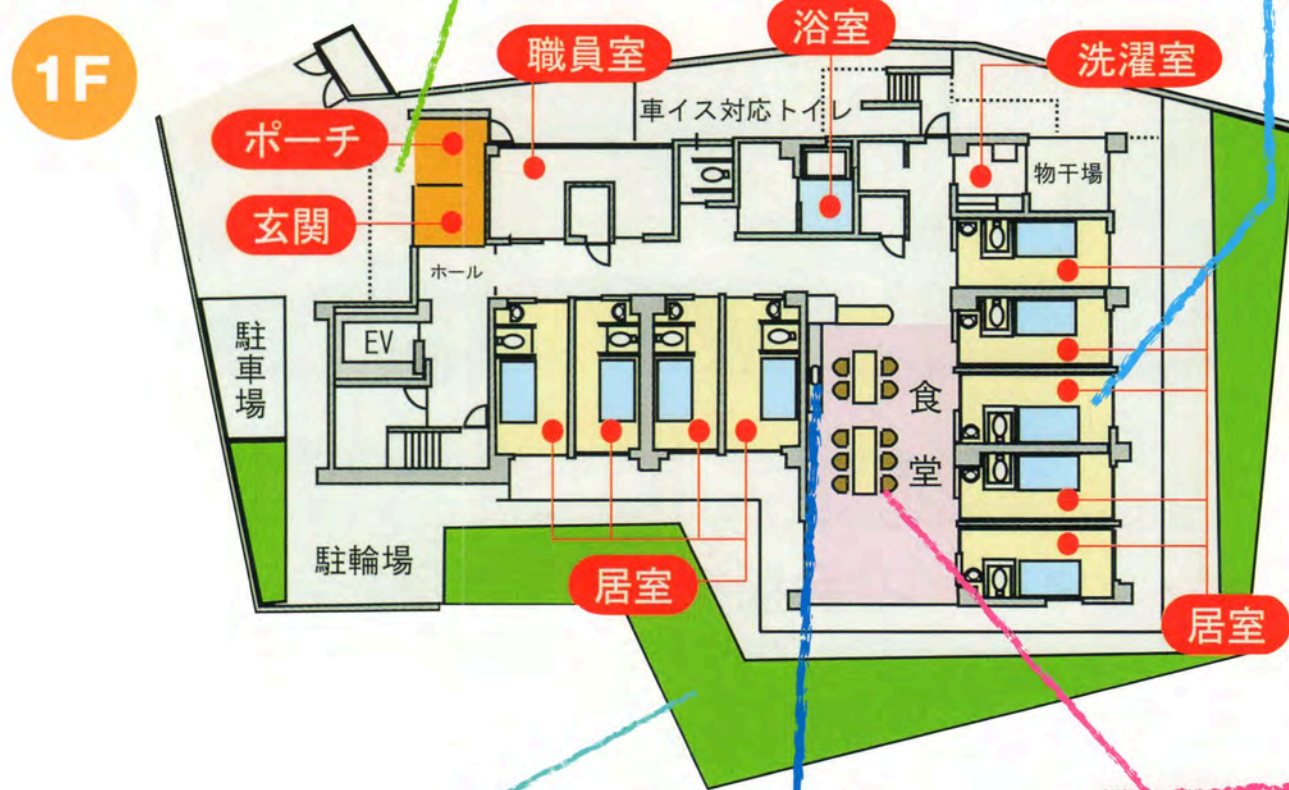 1F
職員室
浴室
洗濯室
車イス対応トイレ
ポーチ
物干場
玄関
ホール
駐車場
EV
食堂
駐輪場
居室
居室